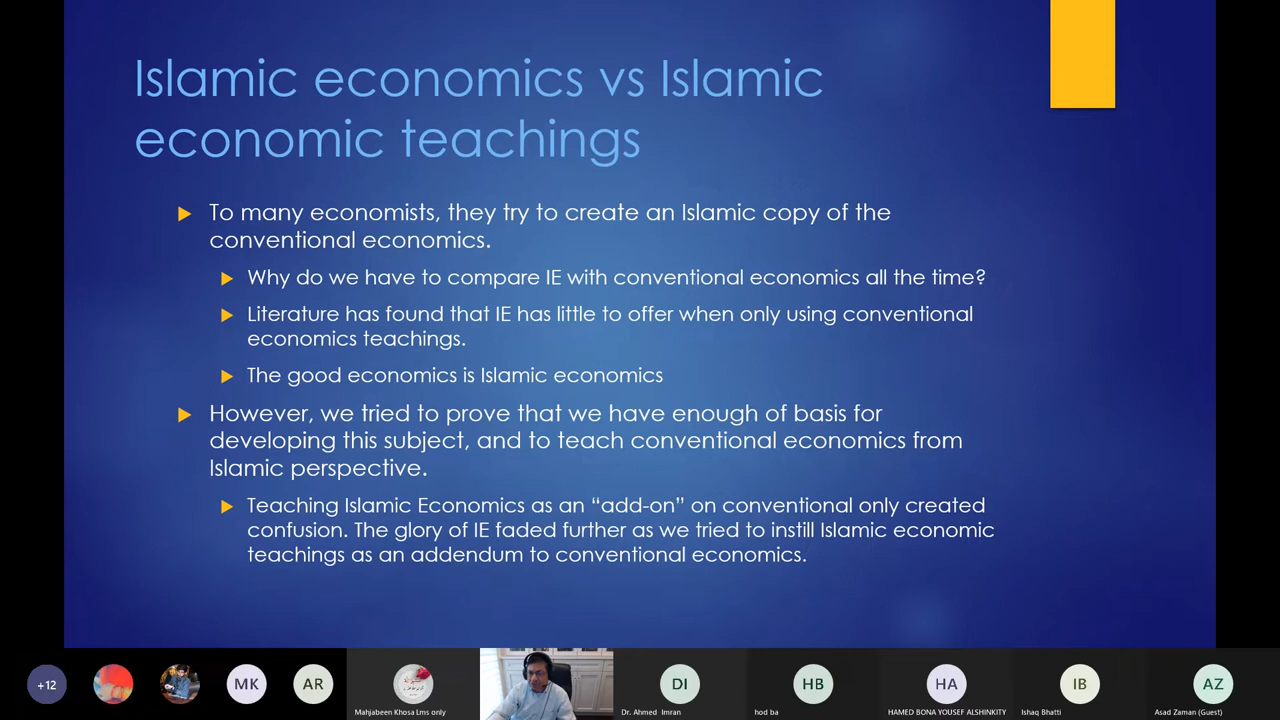 Islamic economics vs Islamic
economic teachings
To many economists, they try to create an Islamic copy of the
conventional economics.
Why do we have to compare IE with conventional economics all the time?
Literature has found that IE has little to offer when only using conventional
economics teachings.
The good economics is Islamic economics
However, we tried to prove that we have enough of basis for
developing this subject, and to teach conventional economics from
Islamic perspective.
Teaching Islamic Economics as an “add-on” on conventional only created
confusion. The glory of IE faded further as we tried to instill Islamic economic
teachings as an addendum to conventional economics.
+12
MK
AR
DI
HB
HA
IB
AZ
Mahjabeen Khosa Lms only
Dr. Ahmed Imran
hod ba
HAMED BONA YOUSEF ALSHINKITY
Ishaq Bhatti
Asad Zaman (Guest)